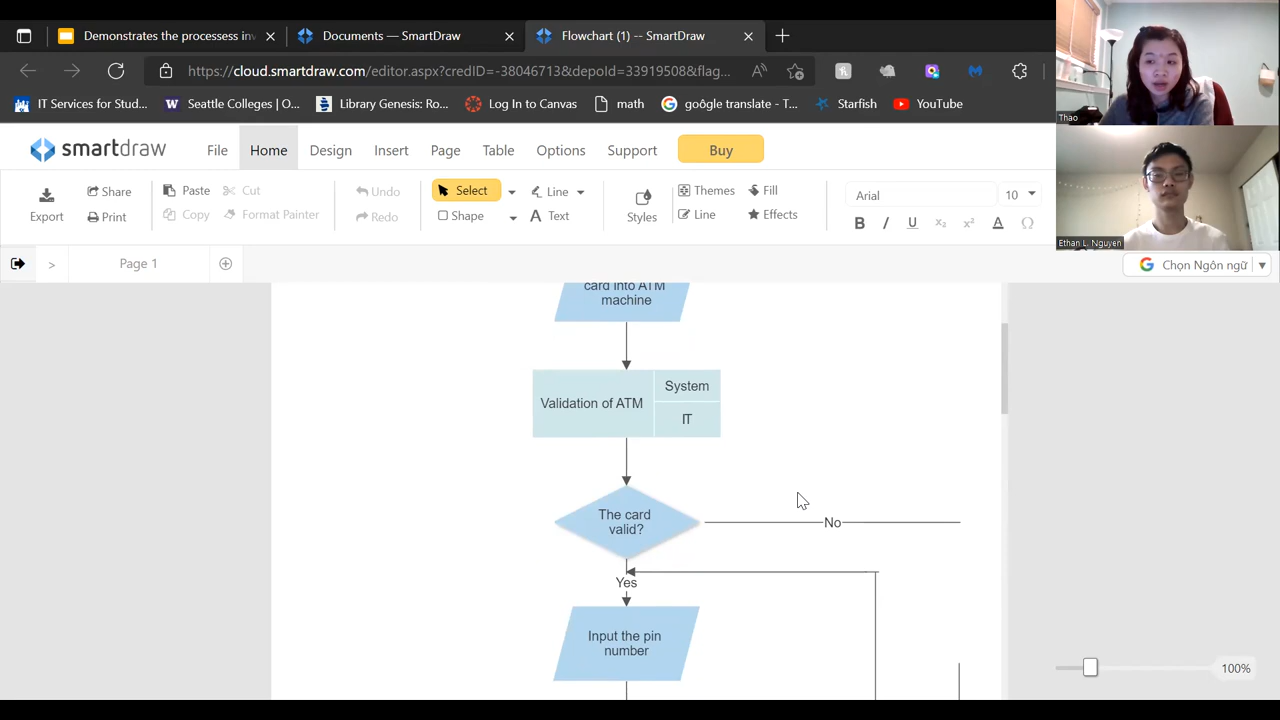 Demonstrates the processess inv
Documents — SmartDraw
Flowchart (1) -- SmartDraw
https://cloud.smartdraw.com/editor.aspx?credID=-38046713&depoId=33919508&flag...
IT Services for Stud...
Seattle Colleges | O...
Library Genesis: Ro...
Log In to Canvas
math
goôgle translate - T...
Starfish
YouTube
smartdraw
File
Home
Design
Insert
Page
Table
Options
Support
Buy
Export
Share
Print
Paste
Cut
Copy
Format Painter
Undo
Redo
Select
Shape
Line
Text
Styles
Themes
Fill
Line
Effects
Arial
10
B I U x₂ x² A Ω
Page 1
Thao
Ethan L. Nguyen
Chọn Ngôn ngữ
card into ATM
machine
Validation of ATM
System
IT
The card
valid?
No
Yes
Input the pin
number
100%